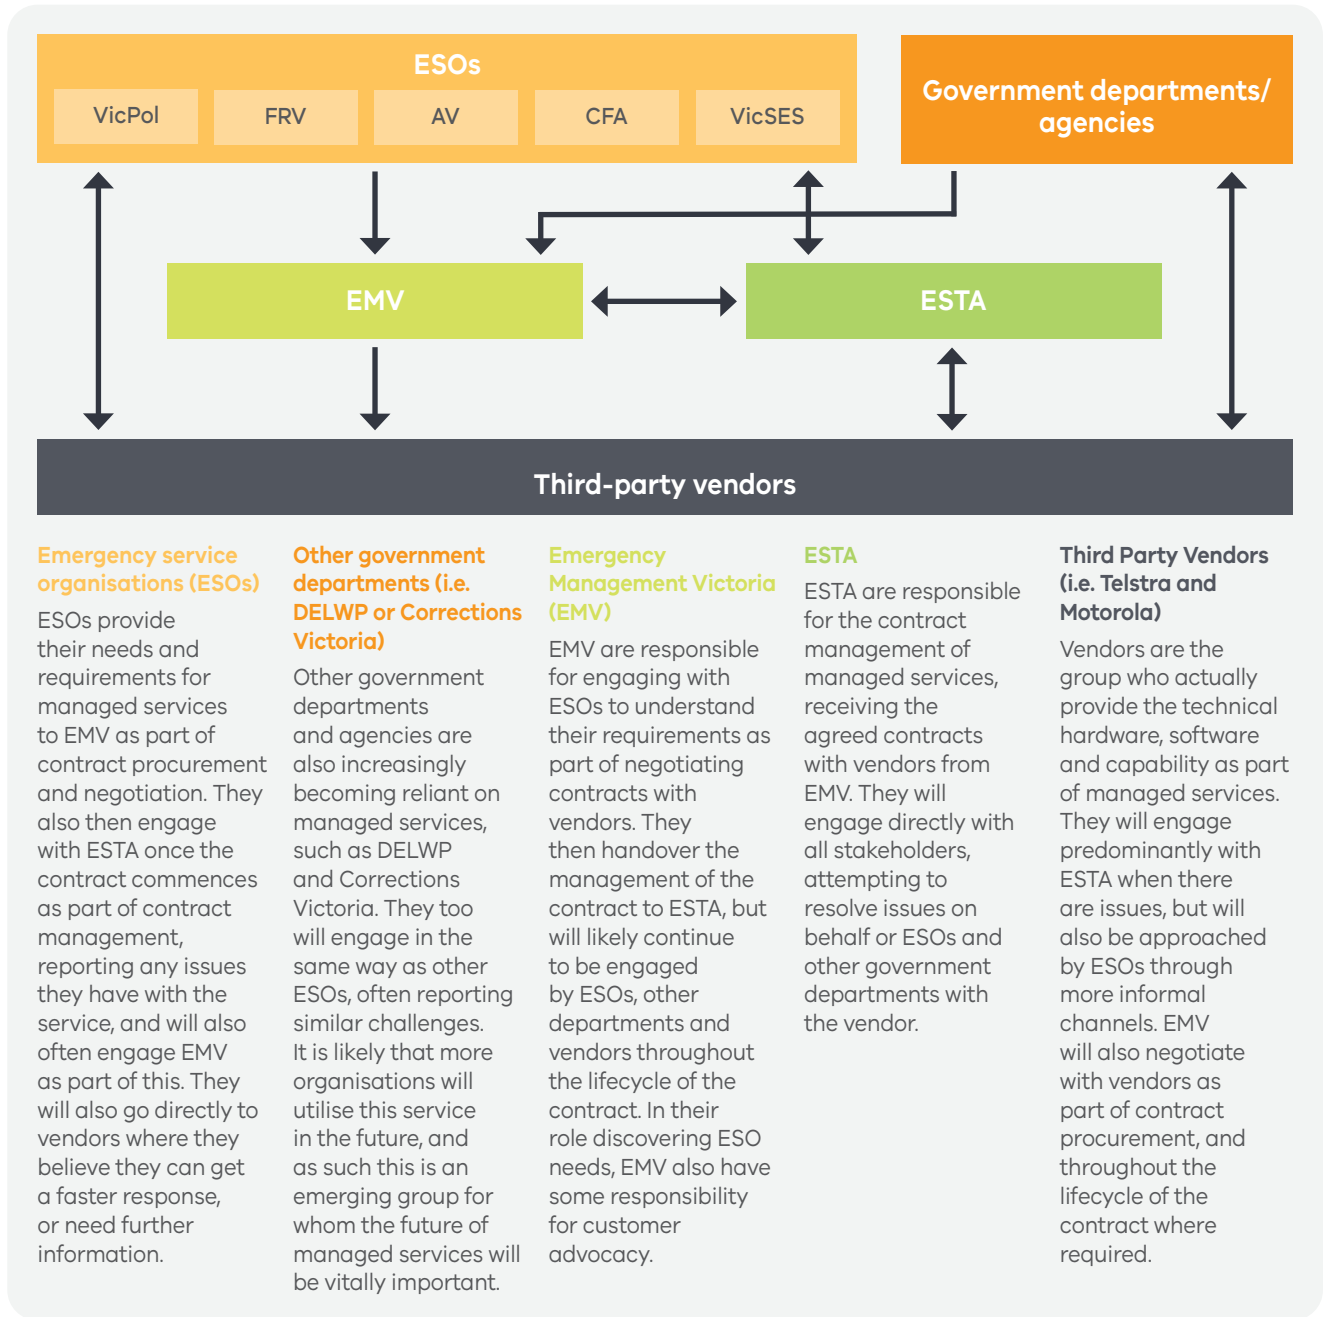 ESOs
VicPol
FRV
AV
CFA
VicSES
Government departments/
agencies
EMV
ESTA
Third-party vendors
Emergency service
organisations (ESOs)
ESOs provide
their needs and
requirements for
managed services
to EMV as part of
contract procurement
and negotiation. They
also then engage
with ESTA once the
contract commences
as part of contract
management,
reporting any issues
they have with the
service, and will also
often engage EMV
as part of this. They
will also go directly to
vendors where they
believe they can get
a faster response,
or need further
information.
Other government
departments (i.e.
DELWP or Corrections
Victoria)
Other government
departments
and agencies are
also increasingly
becoming reliant on
managed services,
such as DELWP
and Corrections
Victoria. They too
will engage in the
same way as other
ESOs, often reporting
similar challenges.
It is likely that more
organisations will
utilise this service
in the future, and
as such this is an
emerging group for
whom the future of
managed services will
be vitally important.
Emergency
Management Victoria
(EMV)
EMV are responsible
for engaging with
ESOs to understand
their requirements as
part of negotiating
contracts with
vendors. They
then handover the
management of the
contract to ESTA, but
will likely continue
to be engaged
by ESOs, other
departments and
vendors throughout
the lifecycle of the
contract. In their
role discovering ESO
needs, EMV also have
some responsibility
for customer
advocacy.
ESTA
ESTA are responsible
for the contract
management of
managed services,
receiving the
agreed contracts
with vendors from
EMV. They will
engage directly with
all stakeholders,
attempting to
resolve issues on
behalf or ESOs and
other government
departments with
the vendor.
Third Party Vendors
(i.e. Telstra and
Motorola)
Vendors are the
group who actually
provide the technical
hardware, software
and capability as part
of managed services.
They will engage
predominantly with
ESTA when there
are issues, but will
also be approached
by ESOs through
more informal
channels. EMV
will also negotiate
with vendors as
part of contract
procurement, and
throughout the
lifecycle of the
contract where
required.